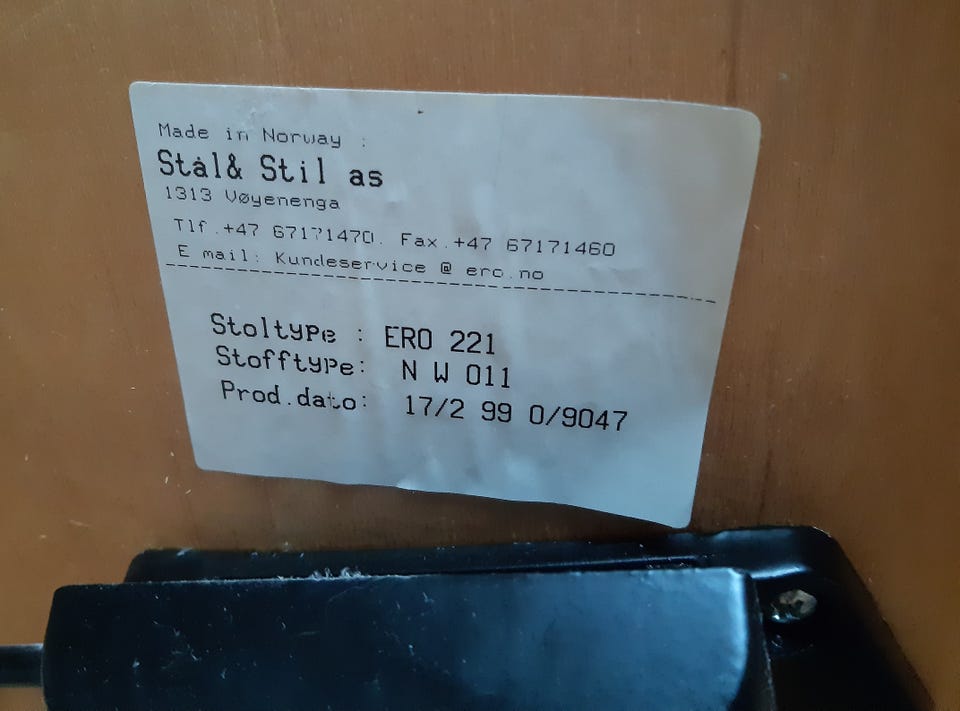 Made in Norway :
Stål& Stil as
1313 Vøyenenga
Tlf.+47 67171470. Fax.+47 67171460
E mail: Kundeservice @ ero.no
Stoltype : ERO 221
Stofftype: N W 011
Prod.dato: 17/2 99 0/9047